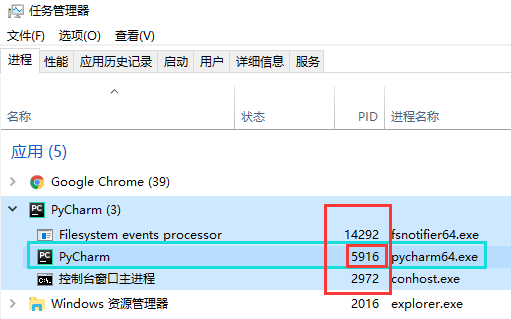 任务管理器
文件(F) 选项(O) 查看(V)
进程 性能 应用历史记录 启动 用户 详细信息 服务
名称 状态 PID 进程名称
应用 (5)
Google Chrome (39)
PC PyCharm (3)
Filesystem events processor 14292 fsnotifier64.exe
PC PyCharm 5916 pycharm64.exe
C:\. 控制台窗口主进程 2972 conhost.exe
Windows 资源管理器 2016 explorer.exe